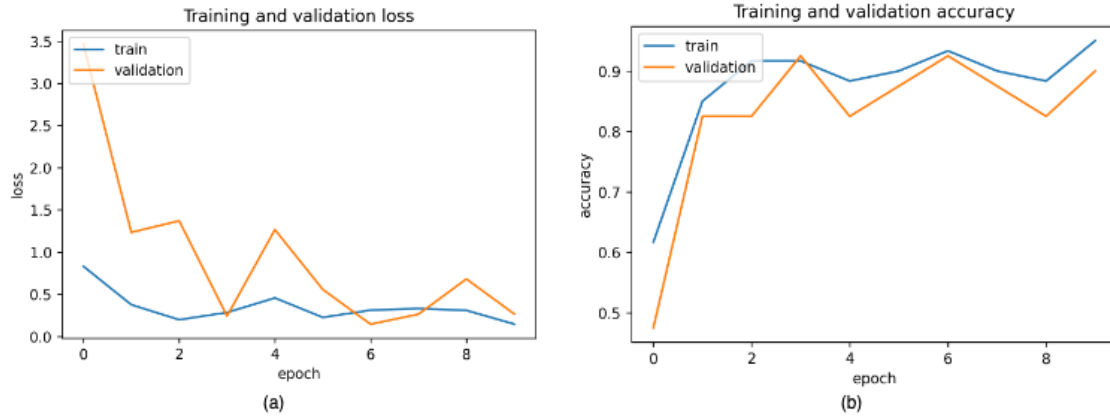 Training and validation loss
train
validation
3.5
3.0
2.5
2.0
1.5
1.0
0.5
0.0
loss
0 2 4 6 8
epoch
(a)
Training and validation accuracy
train
validation
0.9
0.8
0.7
0.6
0.5
accuracy
0 2 4 6 8
epoch
(b)